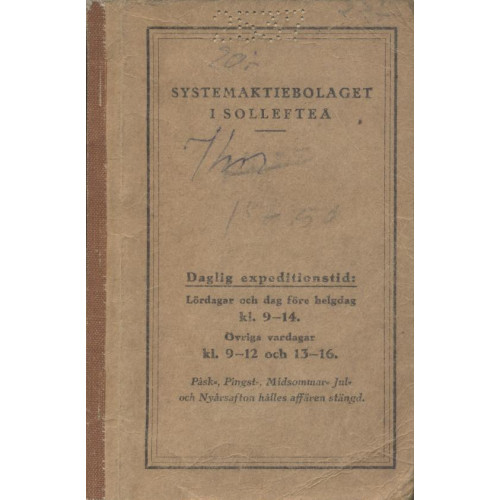 SYSTEMAKTIEBOLAGET
I SOLLEFTEÅ
Daglig expeditionstid:
Lördagar och dag före helgdag
kl. 9—14.
Övriga vardagar
kl. 9—12 och 13—16.
Påsk-, Pingst-, Midsommar- Jul-
och Nyårsafton hålles affären stängd.